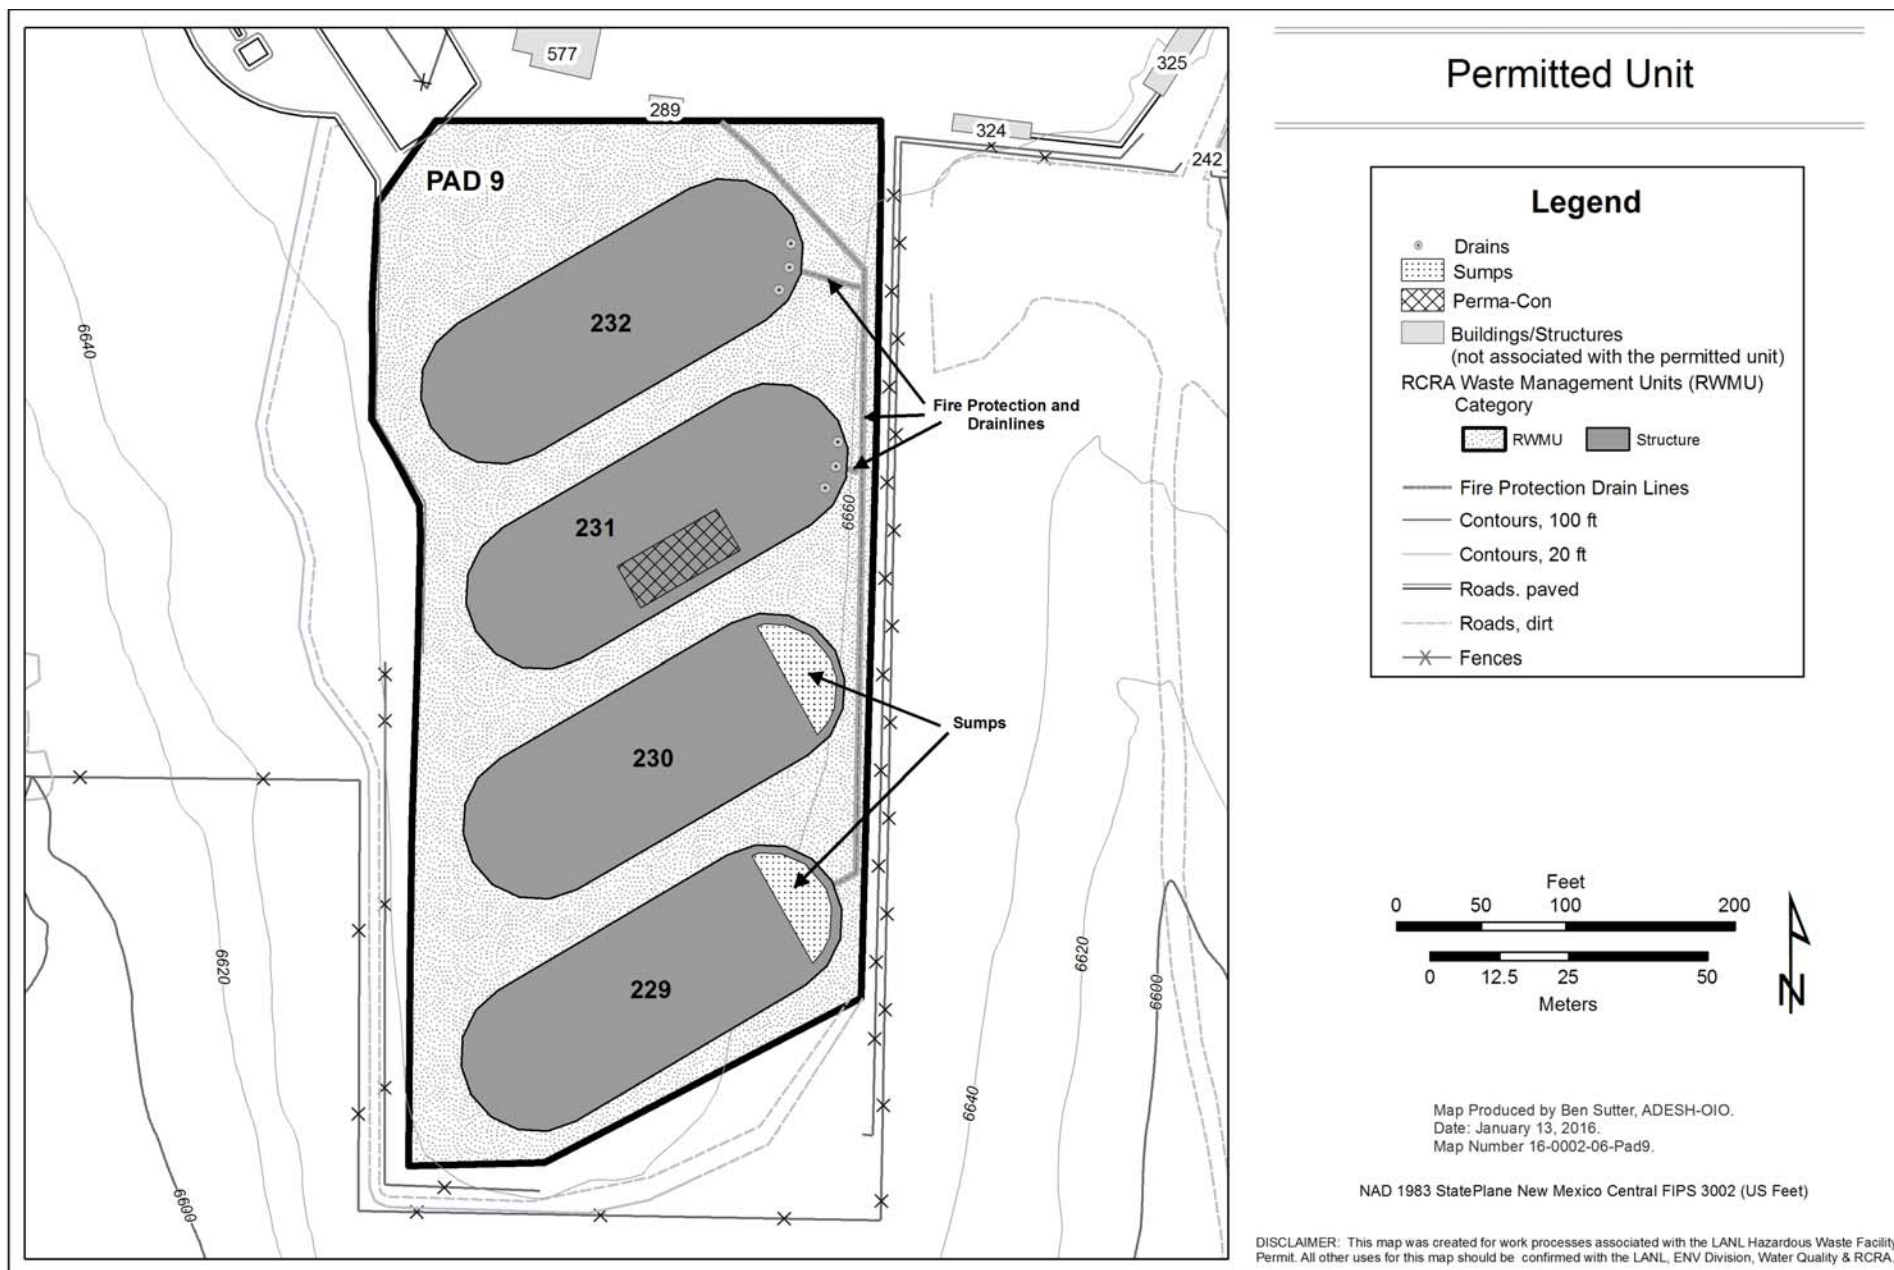 577
289
325
324
242
PAD 9
232
6640
Fire Protection and
Drainlines
231
6660
Sumps
230
229
6620
6620
6600
6640
6600
Permitted Unit
Legend
Drains
Sumps
Perma-Con
Buildings/Structures
(not associated with the permitted unit)
RCRA Waste Management Units (RWMU)
Category
RWMU Structure
Fire Protection Drain Lines
Contours, 100 ft
Contours, 20 ft
Roads. paved
Roads, dirt
Fences
Feet
0 50 100 200
0 12.5 25 50
Meters
N
Map Produced by Ben Sutter, ADESH-OIO.
Date: January 13, 2016.
Map Number 16-0002-06-Pad9.
NAD 1983 StatePlane New Mexico Central FIPS 3002 (US Feet)
DISCLAIMER: This map was created for work processes associated with the LANL Hazardous Waste Facility
Permit. All other uses for this map should be confirmed with the LANL, ENV Division, Water Quality & RCRA